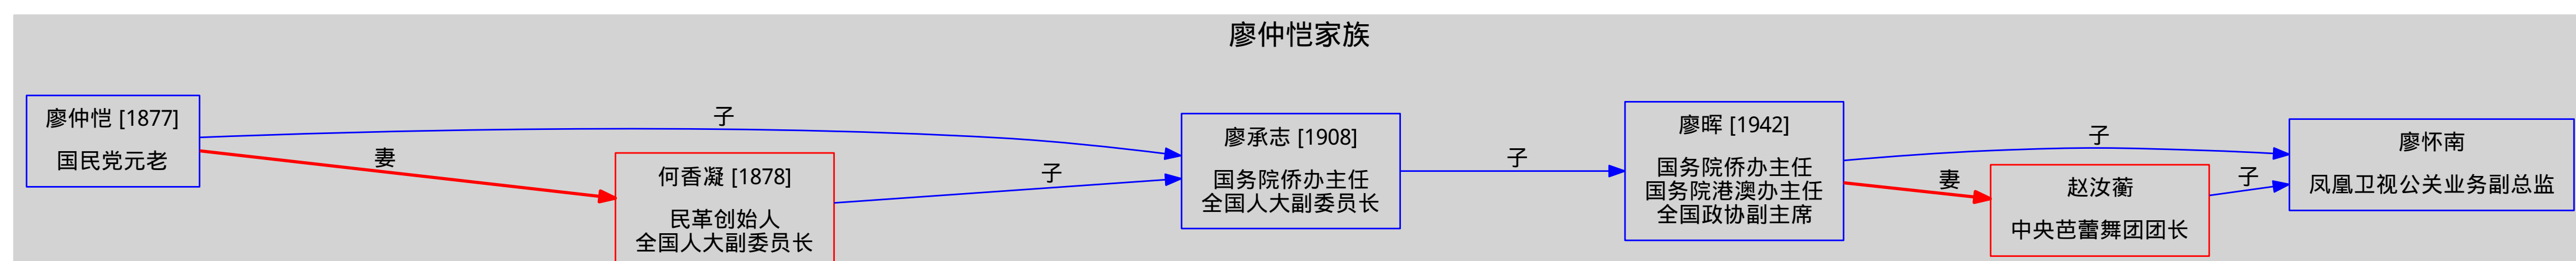 廖仲恺家族
廖仲恺 [1877]
国民党元老
子
妻
何香凝 [1878]
民革创始人
全国人大副委员长
子
廖承志 [1908]
国务院侨办主任
全国人大副委员长
子
廖晖 [1942]
国务院侨办主任
国务院港澳办主任
全国政协副主席
子
妻
赵汝蘅
中央芭蕾舞团团长
子
廖怀南
凤凰卫视公关业务副总监